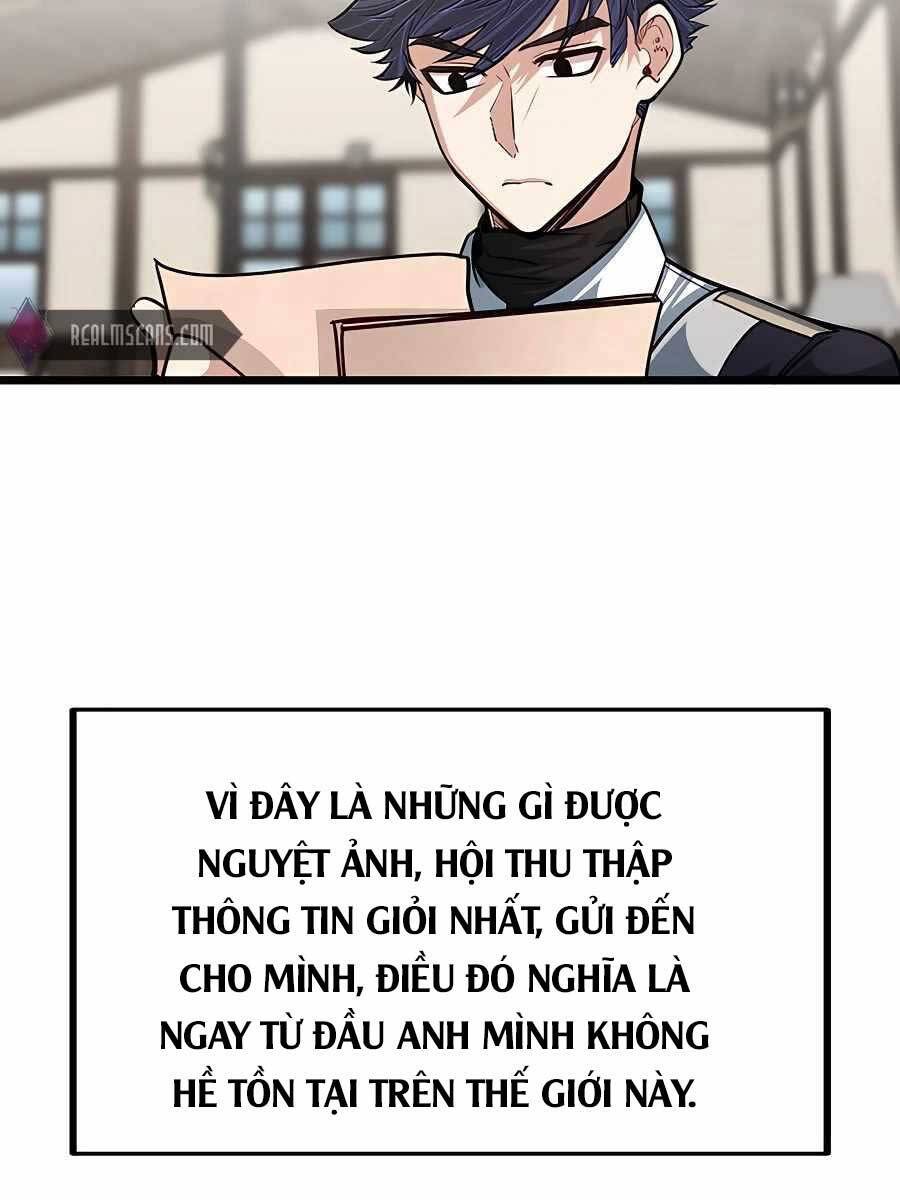 REALMSCANS.COM
VÌ ĐÂY LÀ NHỮNG GÌ ĐƯỢC
NGUYỆT ẢNH, HỘI THU THẬP
THÔNG TIN GIỎI NHẤT, GỬI ĐẾN
CHO MÌNH, ĐIỀU ĐÓ NGHĨA LÀ
NGAY TỪ ĐẦU ANH MÌNH KHÔNG
HỀ TỒN TẠI TRÊN THẾ GIỚI NÀY.